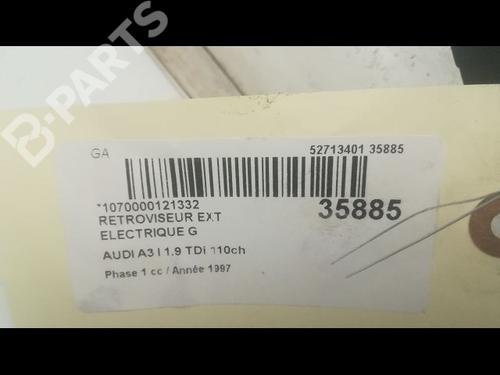 B-PARTS
GA
52713401 35885
*1070000121332
35885
RETROVISEUR EXT
ELECTRIQUE G
AUDI A3 I 1.9 TDi 110ch
Phase 1 cc / Année 1997